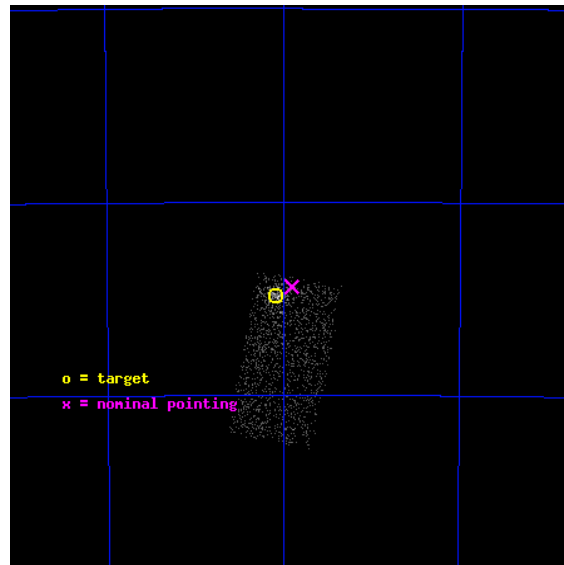 o = target
x = nominal pointing